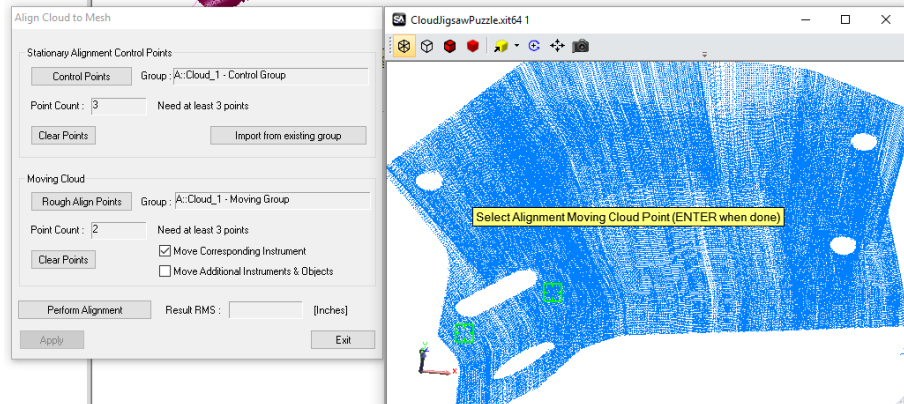 Align Cloud to Mesh
Stationary Alignment Control Points
Control Points Group : A::Cloud_1 - Control Group
Point Count : 3 Need at least 3 points
Clear Points Import from existing group
Moving Cloud
Rough Align Points Group : A::Cloud_1 - Moving Group
Point Count : 2 Need at least 3 points
Clear Points
Move Corresponding Instrument
Move Additional Instruments & Objects
Perform Alignment Result RMS : [Inches]
Apply Exit
SA CloudJigsawPuzzle.xit64 1
Select Alignment Moving Cloud Point (ENTER when done)
Y
X